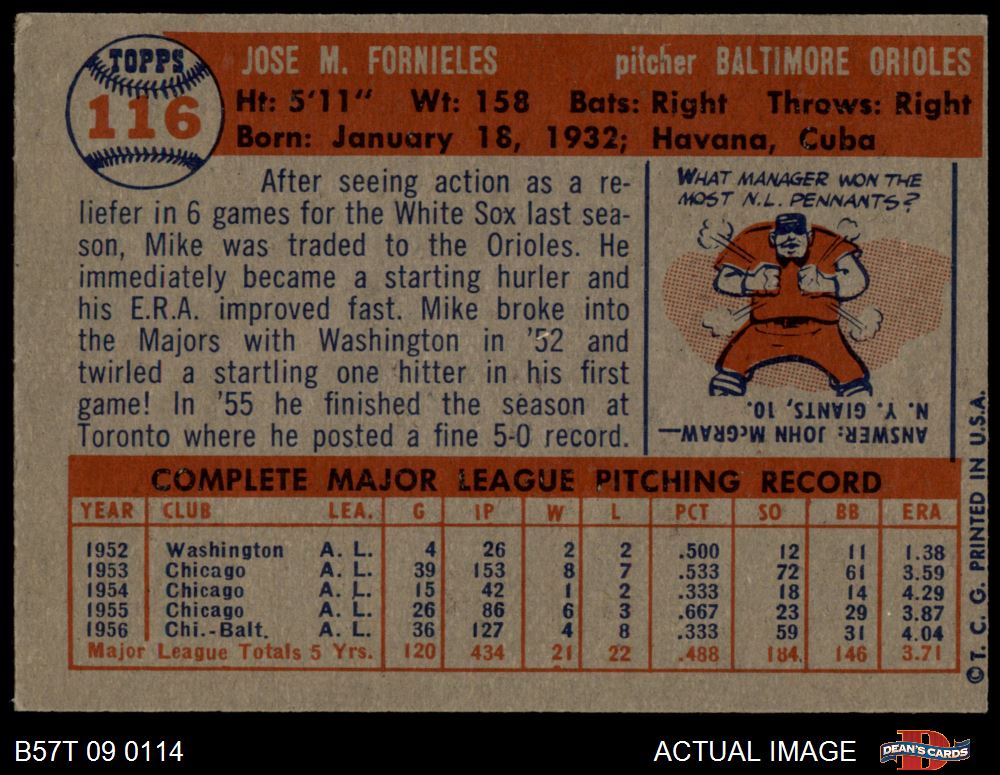 TOPPS
116
JOSE M. FORNIELES pitcher BALTIMORE ORIOLES
Ht: 5'11" Wt: 158 Bats: Right Throws: Right
Born: January 18, 1932; Havana, Cuba
After seeing action as a re-
liefer in 6 games for the White Sox last sea-
son, Mike was traded to the Orioles. He
immediately became a starting hurler and
his E.R.A. improved fast. Mike broke into
the Majors with Washington in '52 and
twirled a startling one hitter in his first
game! In '55 he finished the season at
Toronto where he posted a fine 5-0 record.
WHAT MANAGER WON THE
MOST N.L. PENNANTS?
ANSWER: JOHN McGRAW—
N. Y. GIANTS, 10.
COMPLETE MAJOR LEAGUE PITCHING RECORD
YEAR CLUB LEA. G IP W L PCT SO BB ERA
1952 Washington A. L. 4 26 2 2 .500 12 11 1.38
1953 Chicago A. L. 39 153 8 7 .533 72 61 3.59
1954 Chicago A. L. 15 42 1 2 .333 18 14 4.29
1955 Chicago A. L. 26 86 6 3 .667 23 29 3.87
1956 Chi.-Balt. A. L. 36 127 4 8 .333 59 31 4.04
Major League Totals 5 Yrs. 120 434 21 22 .488 184 146 3.71
© T. C. G. PRINTED IN U.S.A.
B57T 09 0114 ACTUAL IMAGE
DEAN'S CARDS